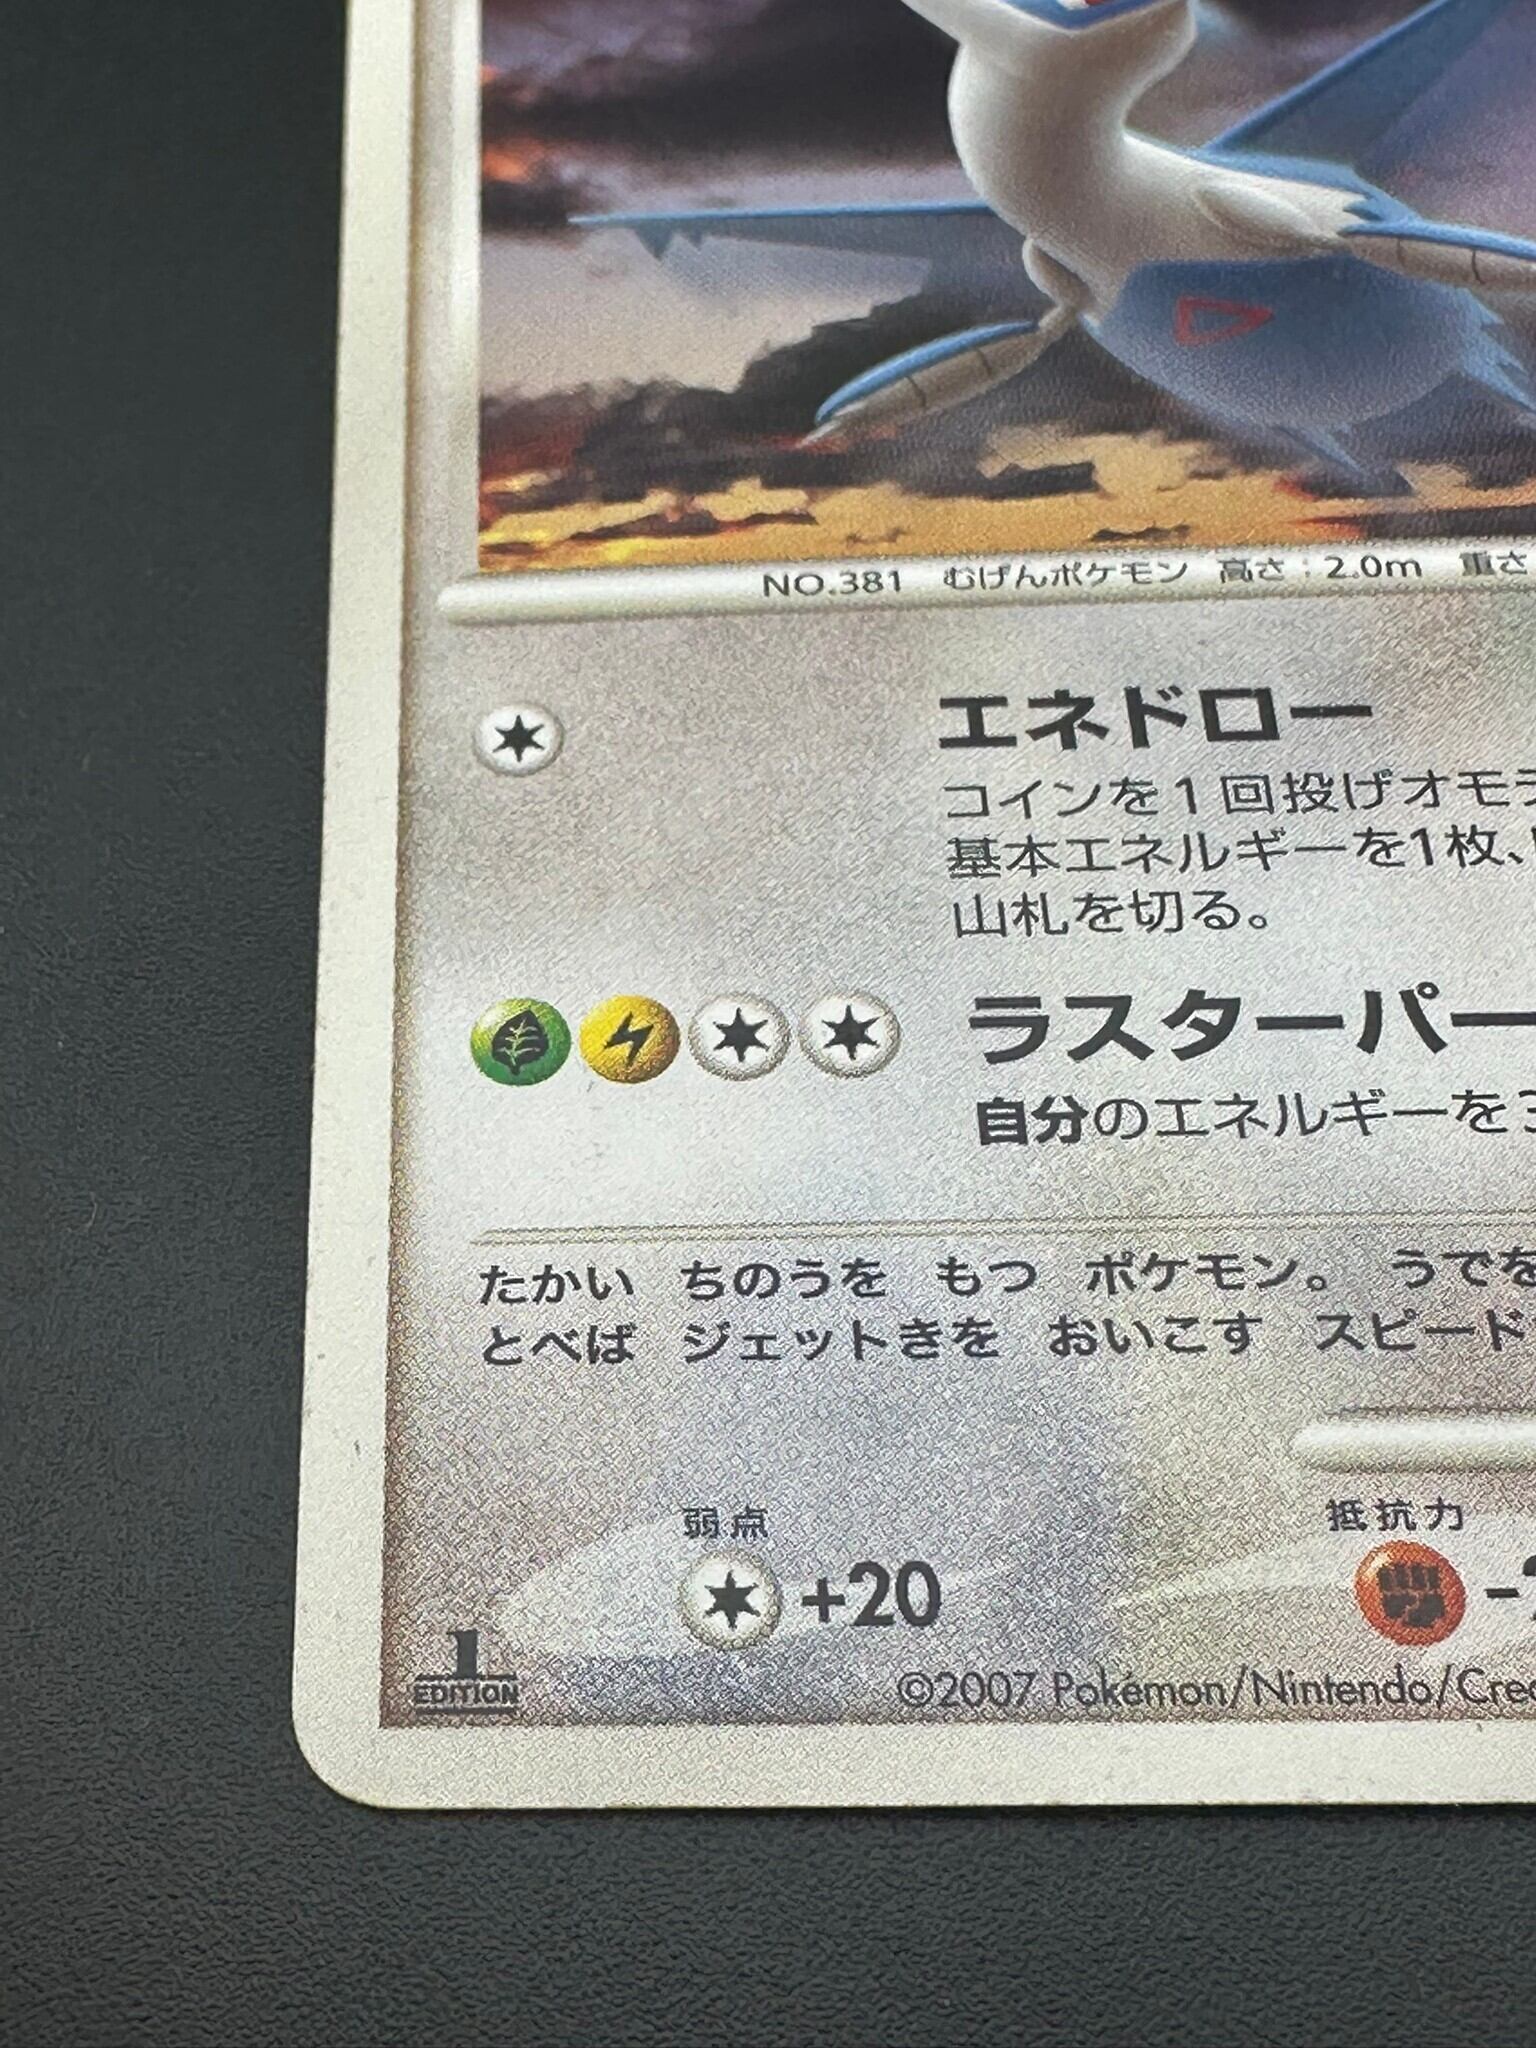 NO.381 むげんポケモン 高さ：2.0m 重さ
エネドロー
コインを1回投げオモ
基本エネルギーを1枚、
山札を切る。
ラスターパー
自分のエネルギーを
たかい ちのうを もつ ポケモン。 うでを
とべば ジェットきを おいこす スピード
弱点
抵抗力
+20
1
EDITION
©2007 Pokémon/Nintendo/Cre